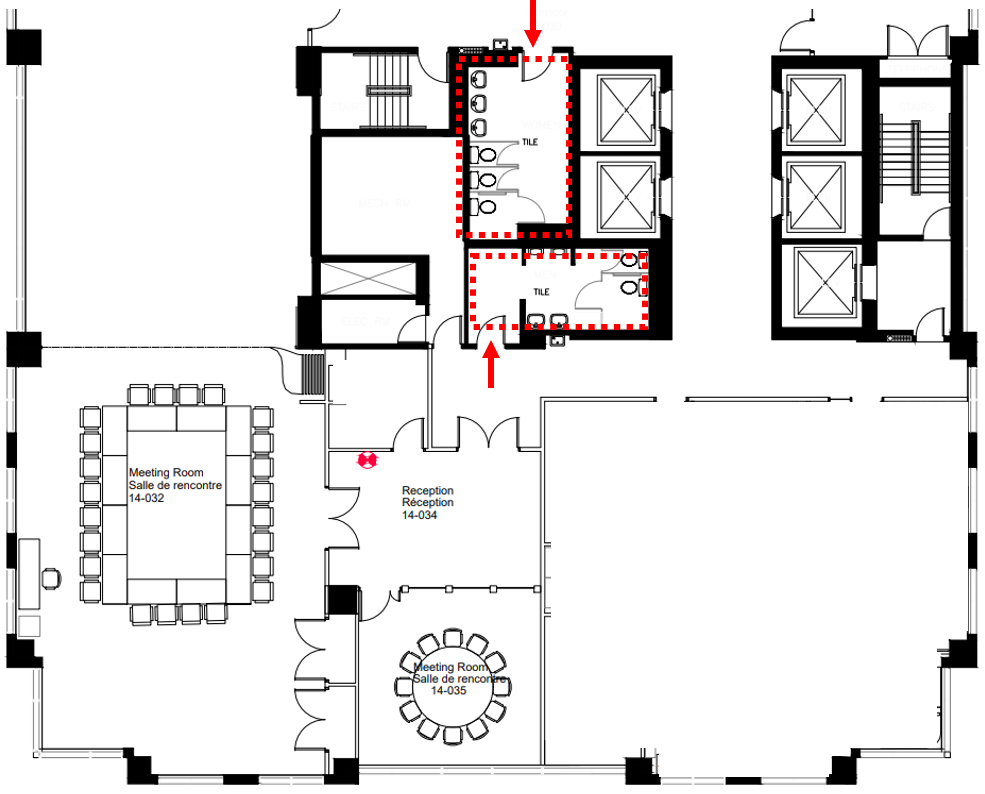 TILE
TILE
Meeting Room
Salle de rencontre
14-032
Reception
Réception
14-034
Meeting Room
Salle de rencontre
14-035